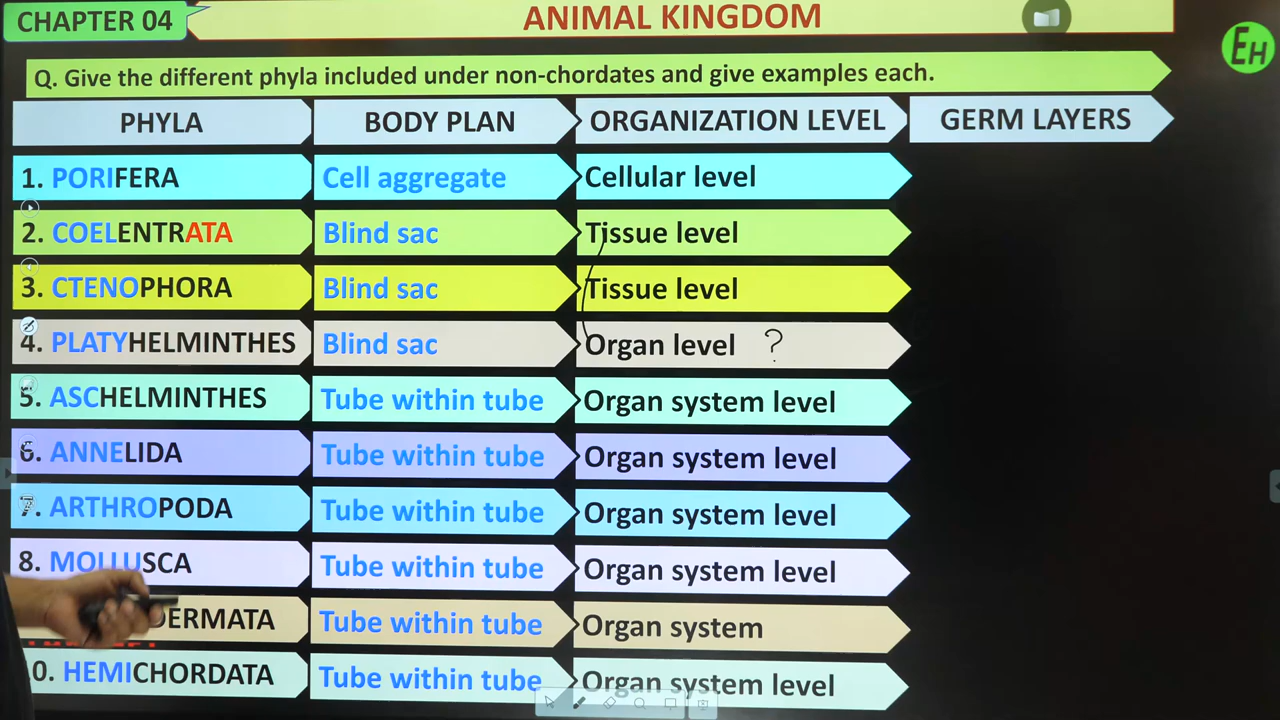 CHAPTER 04
ANIMAL KINGDOM
EH
Q. Give the different phyla included under non-chordates and give examples each.
PHYLA BODY PLAN ORGANIZATION LEVEL GERM LAYERS
1. PORIFERA Cell aggregate Cellular level
2. COELENTRATA Blind sac Tissue level
3. CTENOPHORA Blind sac Tissue level
4. PLATYHELMINTHES Blind sac Organ level ?
5. ASCHELMINTHES Tube within tube Organ system level
6. ANNELIDA Tube within tube Organ system level
7. ARTHROPODA Tube within tube Organ system level
8. MOLLUSCA Tube within tube Organ system level
DERMATA Tube within tube Organ system
0. HEMICHORDATA Tube within tube Organ system level